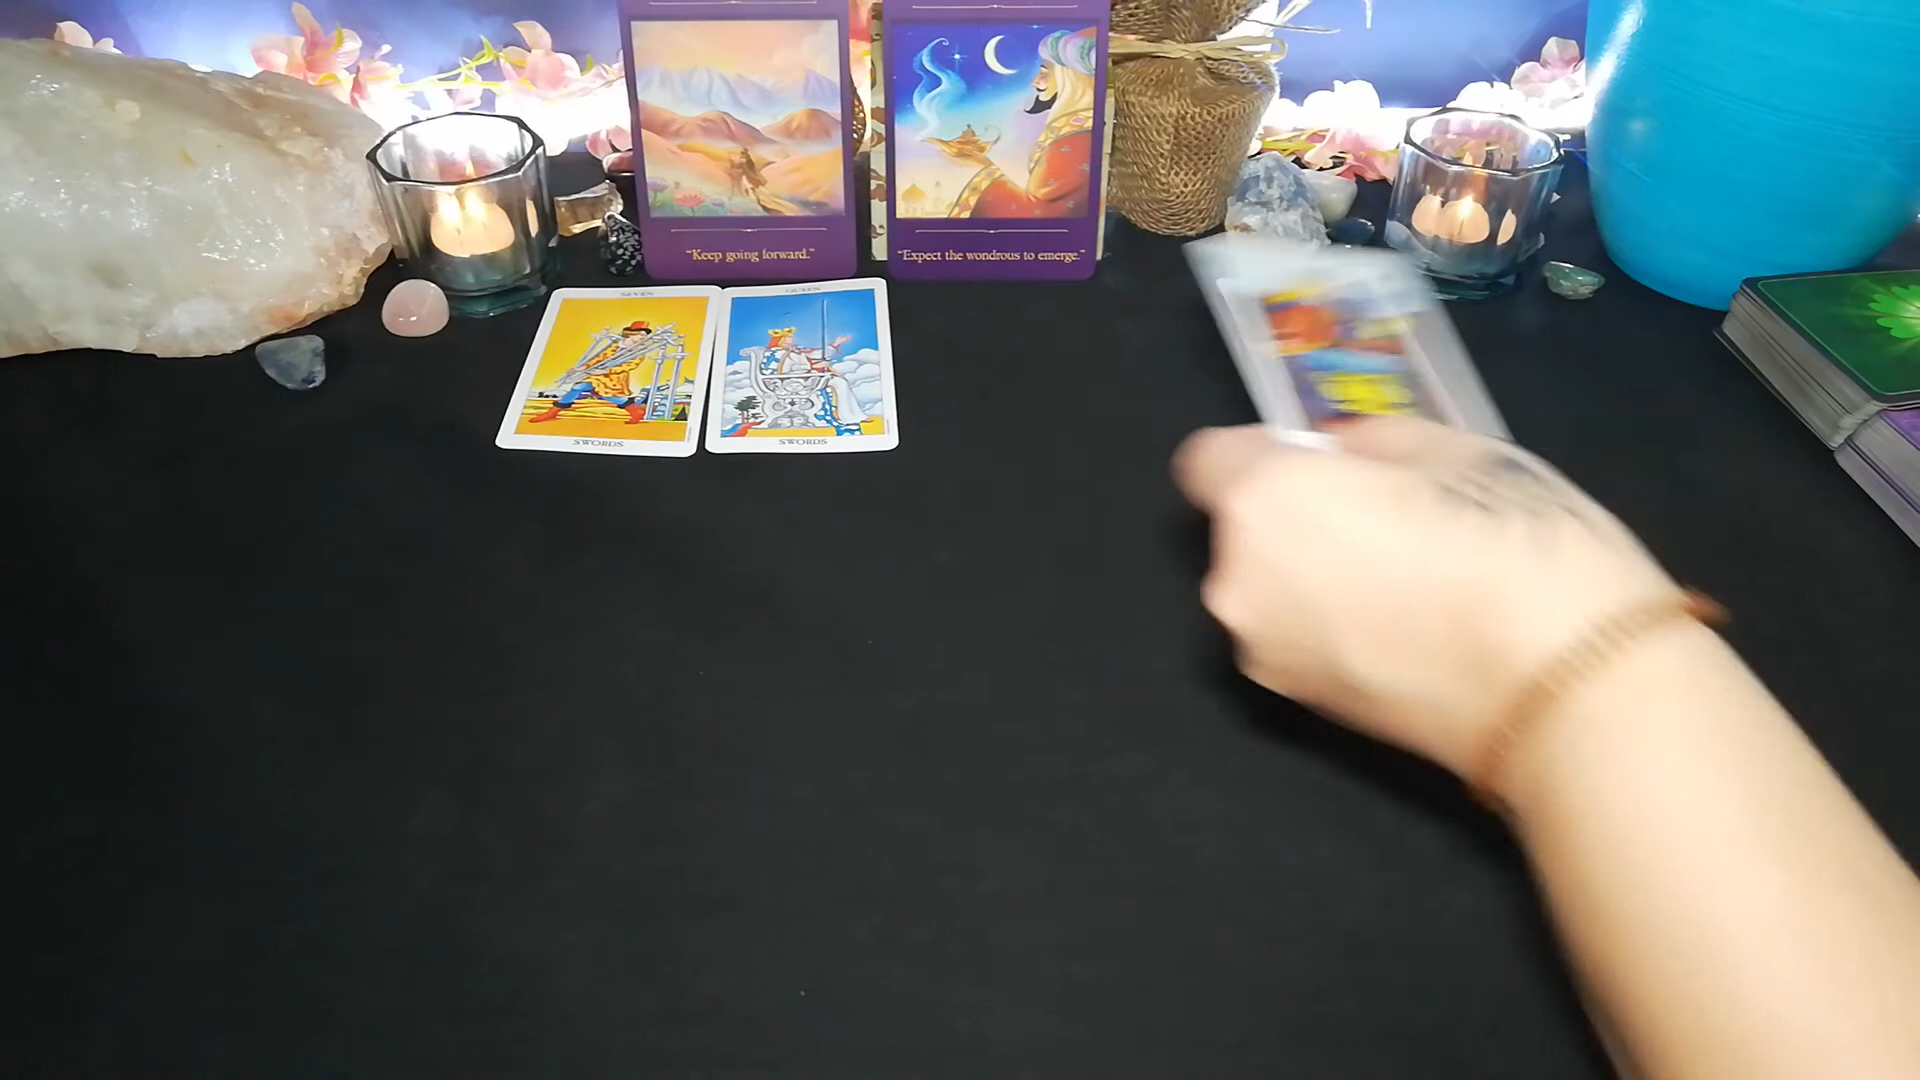 "Keep going forward."
"Expect the wondrous to emerge."
SEVEN
QUEEN
SWORDS
SWORDS